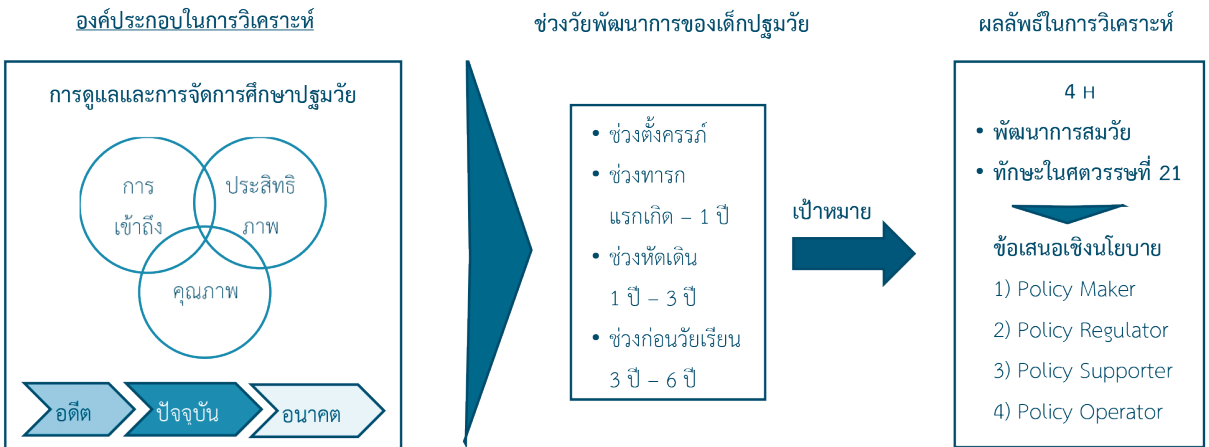 องค์ประกอบในการวิเคราะห์
การดูแลและการจัดการศึกษาปฐมวัย
การ
เข้าถึง
ประสิทธิ
ภาพ
คุณภาพ
อดีต
ปัจจุบัน
อนาคต
ช่วงวัยพัฒนาการของเด็กปฐมวัย
• ช่วงตั้งครรภ์
• ช่วงทารก
แรกเกิด – 1 ปี
• ช่วงหัดเดิน
1 ปี – 3 ปี
• ช่วงก่อนวัยเรียน
3 ปี – 6 ปี
เป้าหมาย
ผลลัพธ์ในการวิเคราะห์
4 H
• พัฒนาการสมวัย
• ทักษะในศตวรรษที่ 21
ข้อเสนอเชิงนโยบาย
1) Policy Maker
2) Policy Regulator
3) Policy Supporter
4) Policy Operator